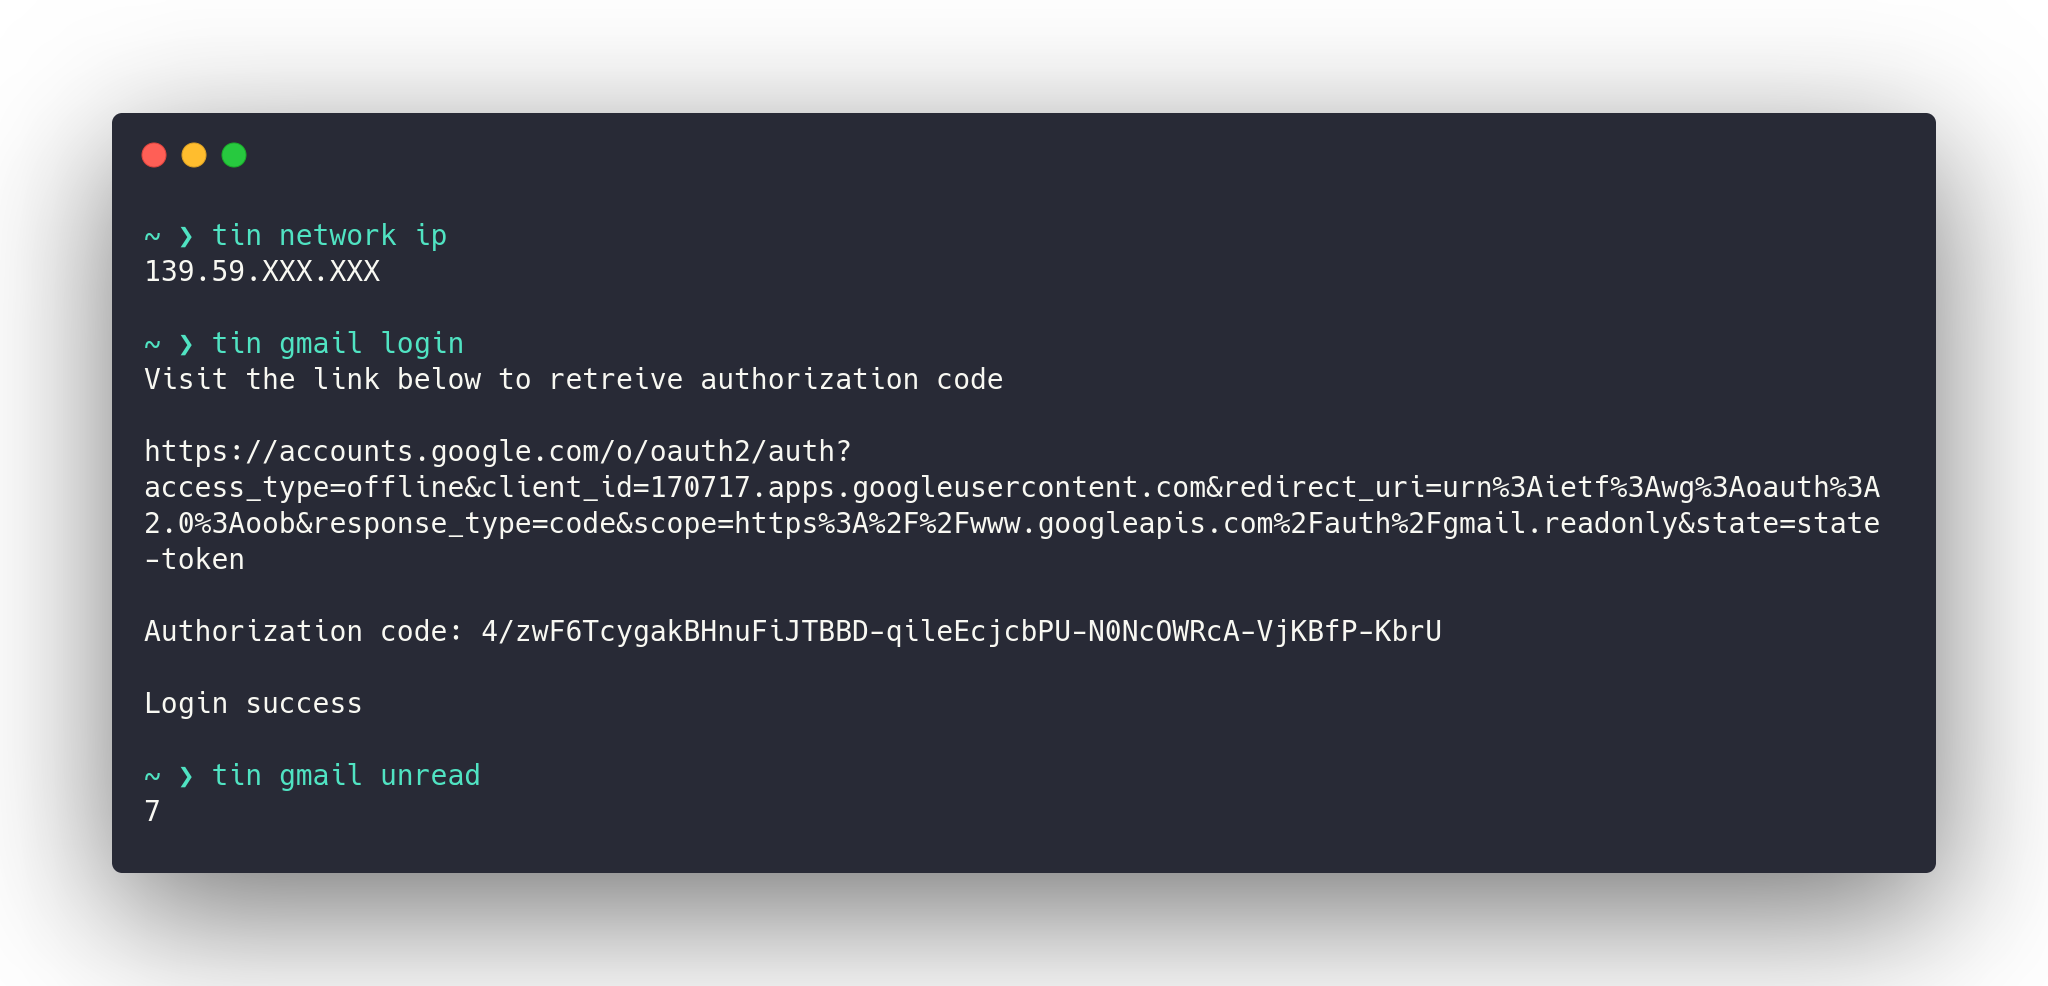 ~ ❯ tin network ip
139.59.XXX.XXX
~ ❯ tin gmail login
Visit the link below to retreive authorization code
https://accounts.google.com/o/oauth2/auth?
access_type=offline&client_id=170717.apps.googleusercontent.com&redirect_uri=urn%3Aietf%3Awg%3Aoauth%3A
2.0%3Aoob&response_type=code&scope=https%3A%2F%2Fwww.googleapis.com%2Fauth%2Fgmail.readonly&state=state
-token
Authorization code: 4/zwF6TcygakBHnuFiJTBBD-qileEcjcbPU-N0NcOWRcA-VjKBfP-KbrU
Login success
~ ❯ tin gmail unread
7